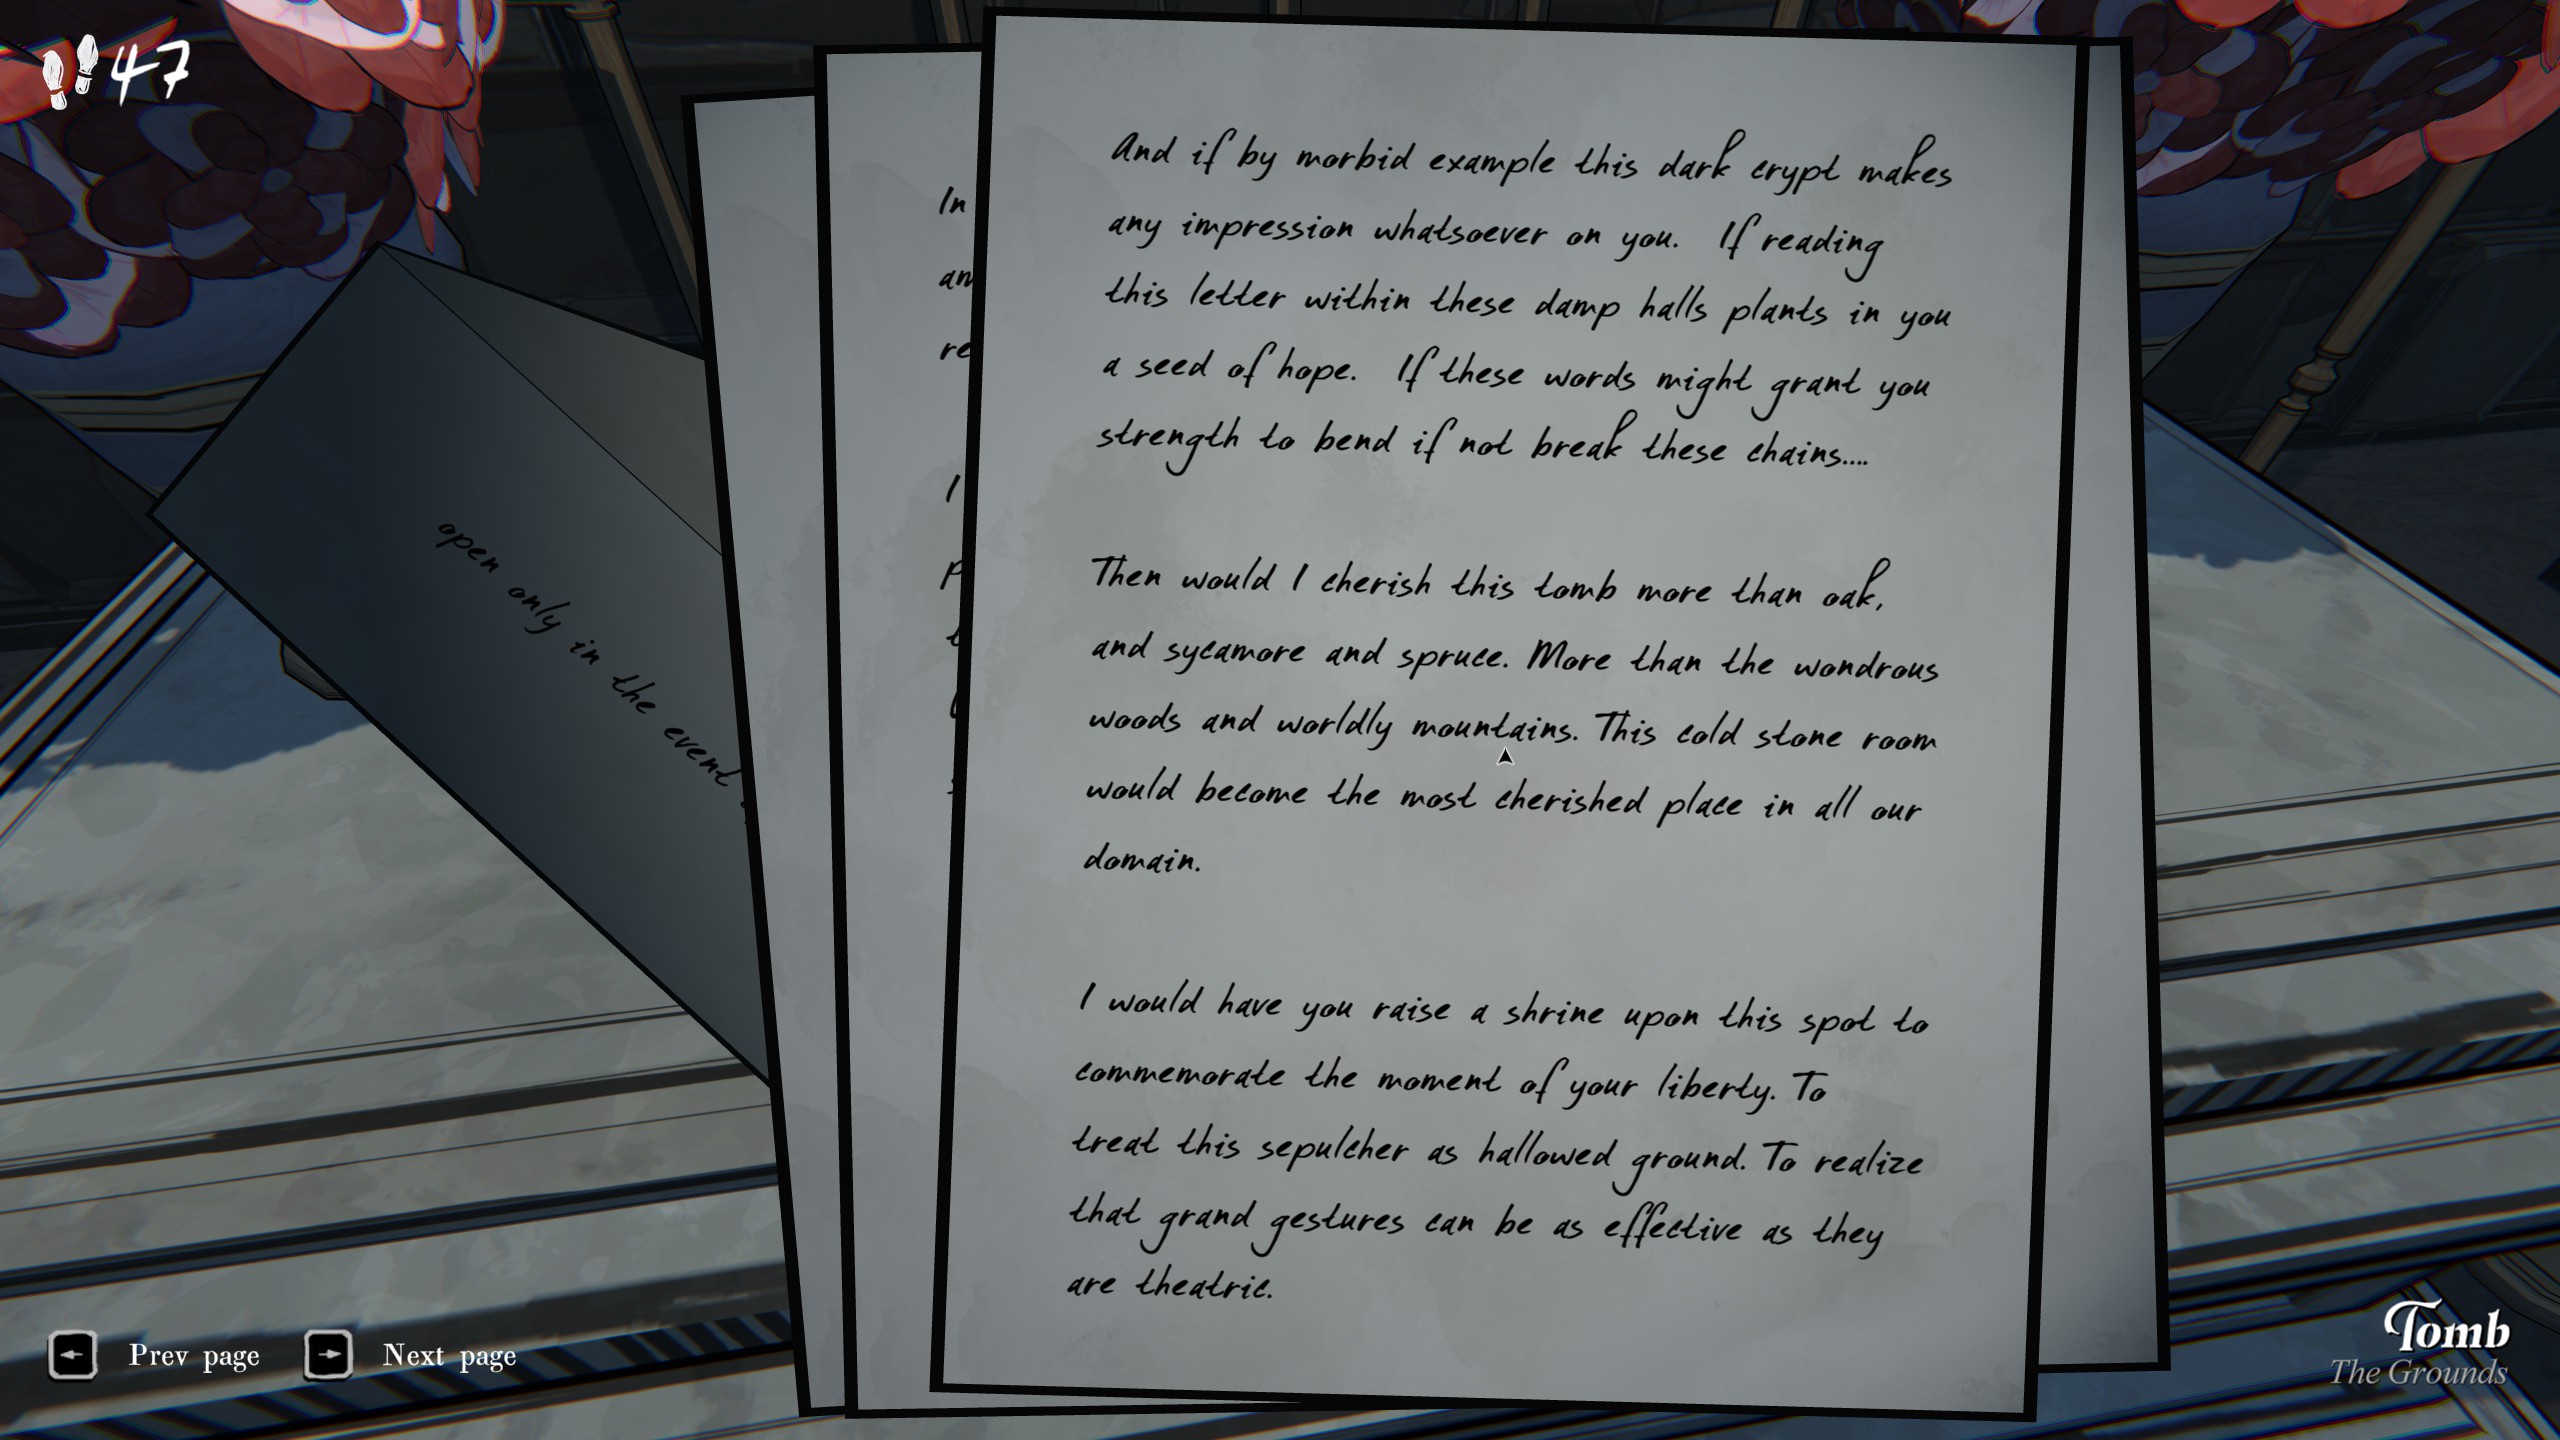 47
open only in the event
In
an
re
I
And if by morbid example this dark crypt makes
any impression whatsoever on you. If reading
this letter within these damp halls plants in you
a seed of hope. If these words might grant you
strength to bend if not break these chains....
Then would I cherish this tomb more than oak,
and sycamore and spruce. More than the wondrous
woods and worldly mountains. This cold stone room
would become the most cherished place in all our
domain.
I would have you raise a shrine upon this spot to
commemorate the moment of your liberty. To
treat this sepulcher as hallowed ground. To realize
that grand gestures can be as effective as they
are theatric.
Prev page
Next page
Tomb
The Grounds